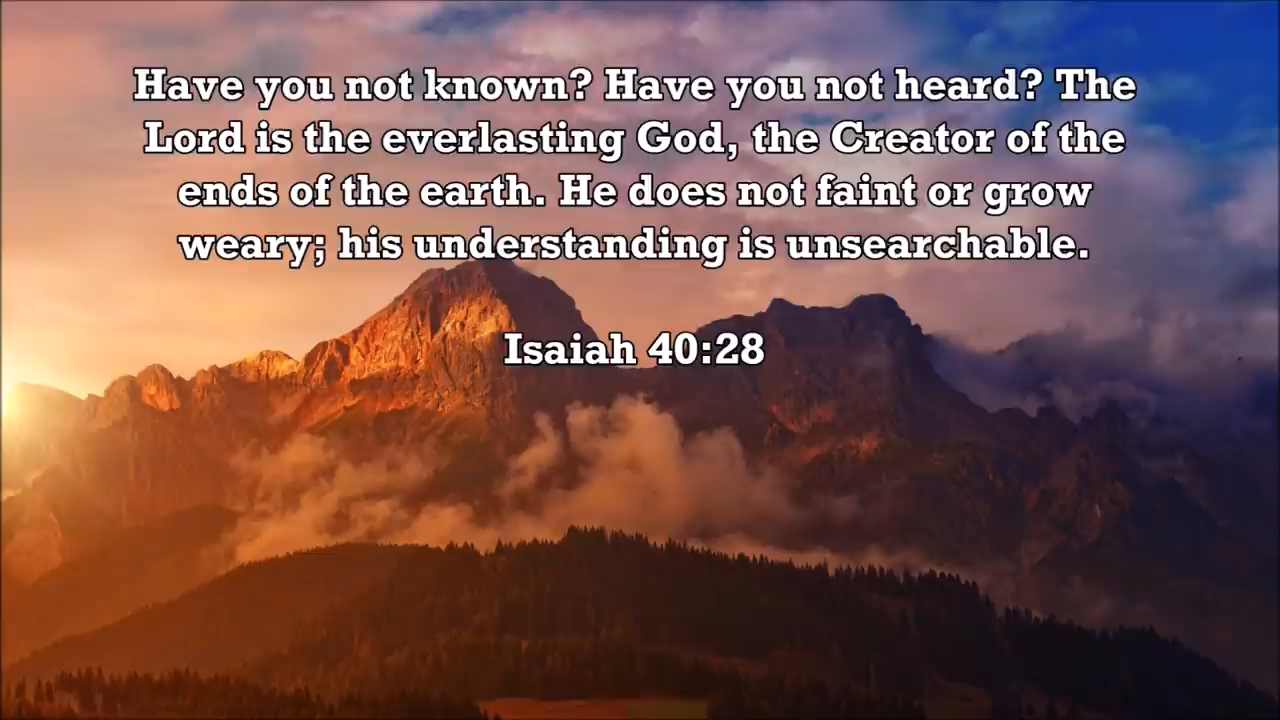 Have you not known? Have you not heard? The
Lord is the everlasting God, the Creator of the
ends of the earth. He does not faint or grow
weary; his understanding is unsearchable.
Isaiah 40:28